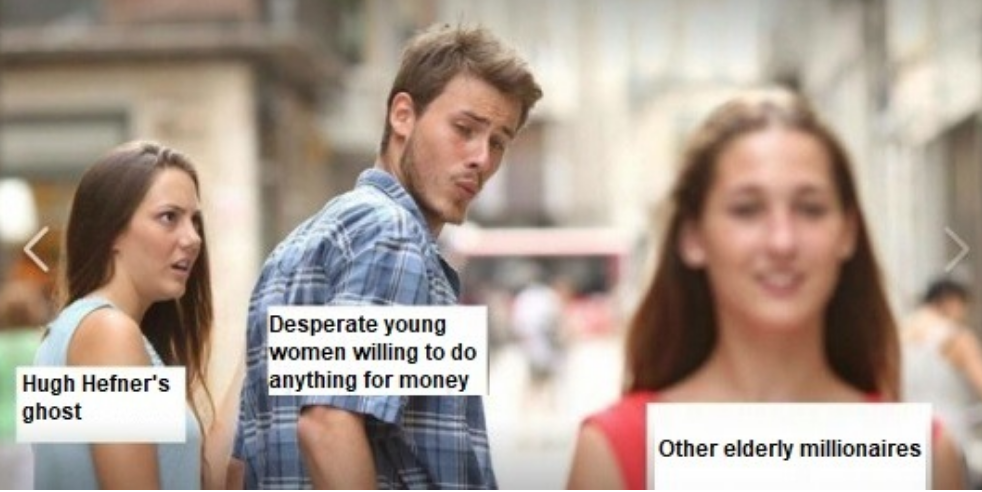 Hugh Hefner's
ghost
Desperate young
women willing to do
anything for money
Other elderly millionaires